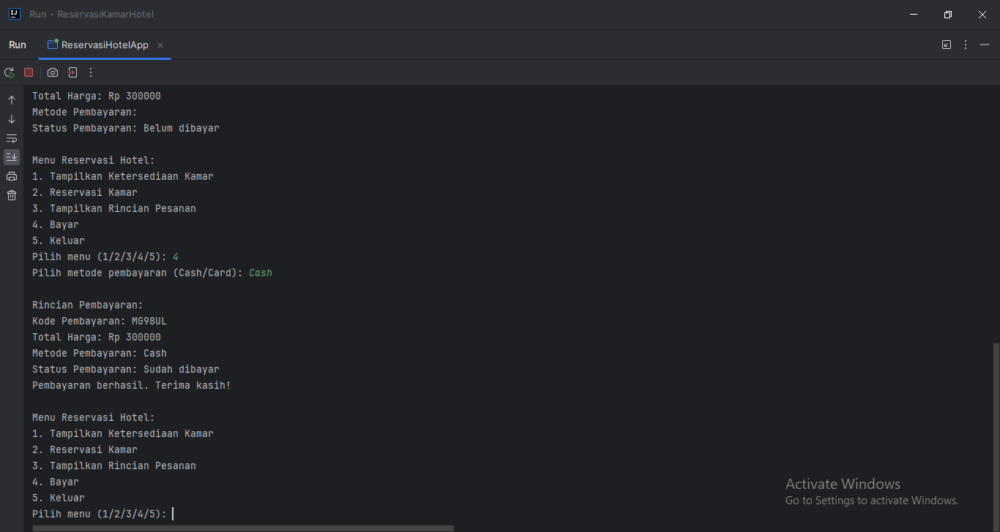 Run - ReservasiKamarHotel
Run
ReservasiHotelApp
Total Harga: Rp 300000
Metode Pembayaran:
Status Pembayaran: Belum dibayar
Menu Reservasi Hotel:
1. Tampilkan Ketersediaan Kamar
2. Reservasi Kamar
3. Tampilkan Rincian Pesanan
4. Bayar
5. Keluar
Pilih menu (1/2/3/4/5): 4
Pilih metode pembayaran (Cash/Card): Cash
Rincian Pembayaran:
Kode Pembayaran: MG98UL
Total Harga: Rp 300000
Metode Pembayaran: Cash
Status Pembayaran: Sudah dibayar
Pembayaran berhasil. Terima kasih!
Menu Reservasi Hotel:
1. Tampilkan Ketersediaan Kamar
2. Reservasi Kamar
3. Tampilkan Rincian Pesanan
4. Bayar
5. Keluar
Pilih menu (1/2/3/4/5):
Activate Windows
Go to Settings to activate Windows.